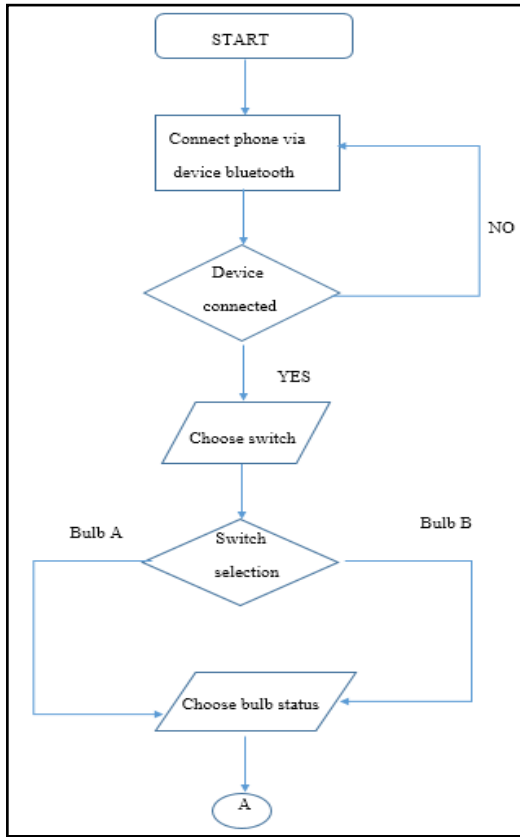 START
Connect phone via
device bluetooth
NO
Device
connected
YES
Choose switch
Bulb A
Switch
selection
Bulb B
Choose bulb status
A